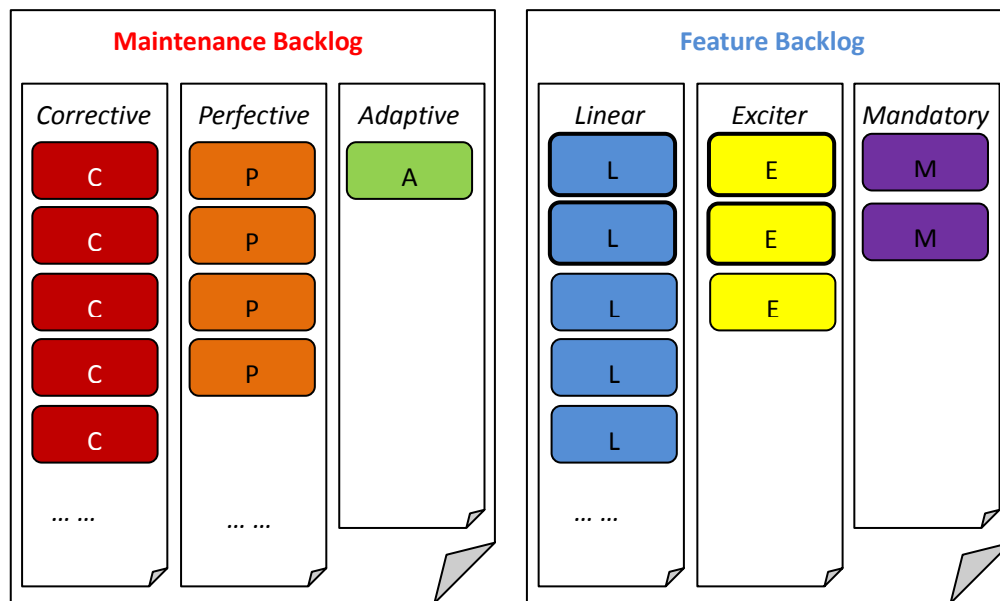 Maintenance Backlog
Corrective
C
C
C
C
C
... ...
Perfective
P
P
P
P
... ...
Adaptive
A
Feature Backlog
Linear
L
L
L
L
L
... ...
Exciter
E
E
E
Mandatory
M
M